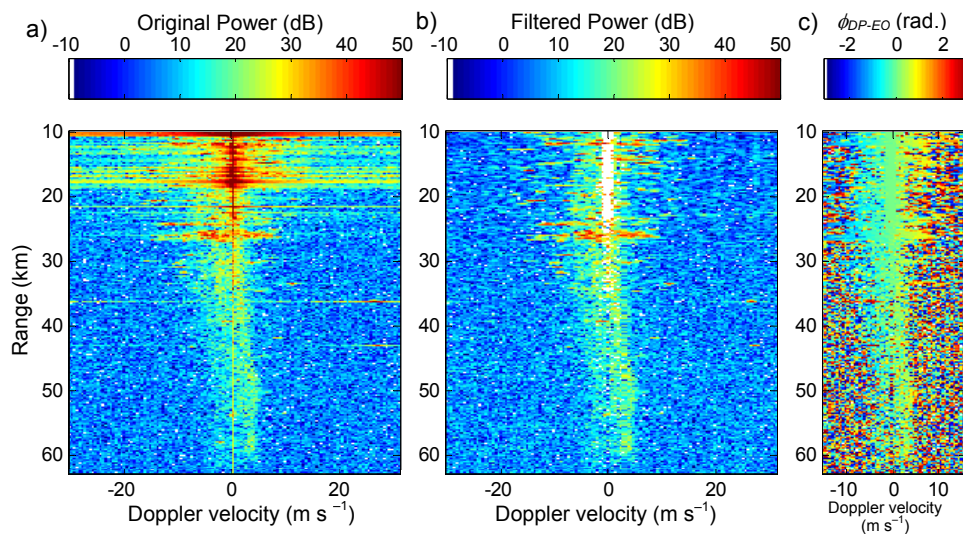 a)
Original Power (dB)
-10 0 10 20 30 40 50
b)
Filtered Power (dB)
-10 0 10 20 30 40 50
c)
ϕDP-EO (rad.)
-2 0 2
Range (km)
10
20
30
40
50
60
-20 0 20
Doppler velocity (m s⁻¹)
10
20
30
40
50
60
-20 0 20
Doppler velocity (m s⁻¹)
10
20
30
40
50
60
-10 0 10
Doppler velocity
(m s⁻¹)